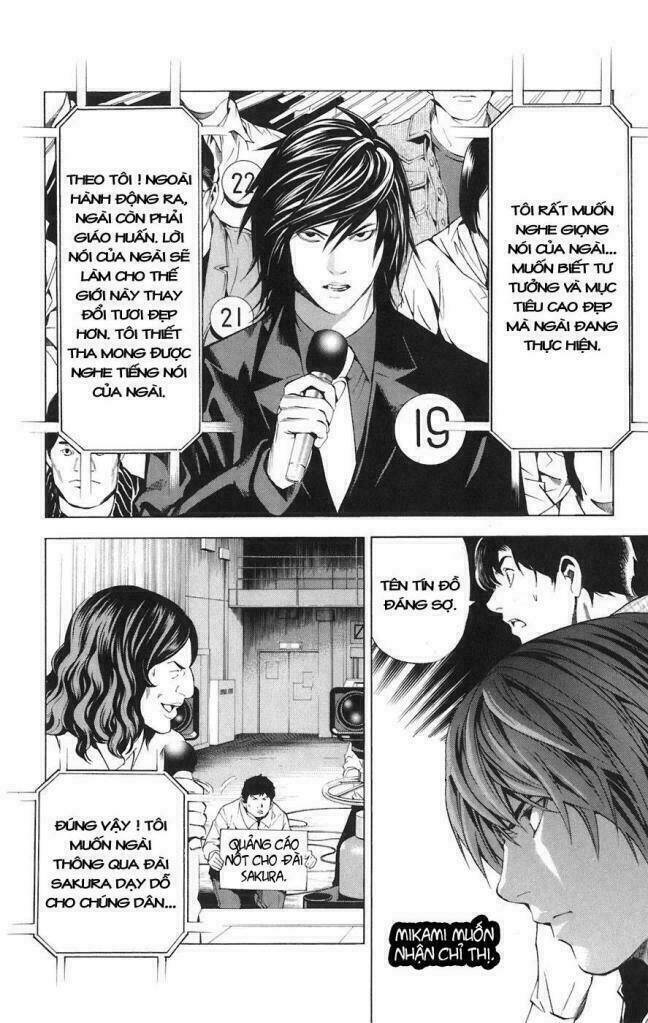 TÔI RẤT MUỐN
NGHE GIỌNG
NÓI CỦA NGÀI...
MUỐN BIẾT TƯ
TƯỞNG VÀ MỤC
TIÊU CAO ĐẸP
MÀ NGÀI ĐANG
THỰC HIỆN.
22
21
19
THEO TÔI ! NGOÀI
HÀNH ĐỘNG RA,
NGÀI CÒN PHẢI
GIÁO HUẤN. LỜI
NÓI CỦA NGÀI SẼ
LÀM CHO THẾ
GIỚI NÀY THAY
ĐỔI TƯƠI ĐẸP
HƠN. TÔI THIẾT
THA MONG ĐƯỢC
NGHE TIẾNG NÓI
CỦA NGÀI.
TÊN TÍN ĐỒ
ĐÁNG SỢ.
MIKAMI MUỐN
NHẬN CHỈ THỊ.
QUẢNG CÁO
NỐT CHO ĐÀI
SAKURA.
ĐÚNG VẬY ! TÔI
MUỐN NGÀI
THÔNG QUA ĐÀI
SAKURA DẠY DỖ
CHO CHÚNG DÂN...